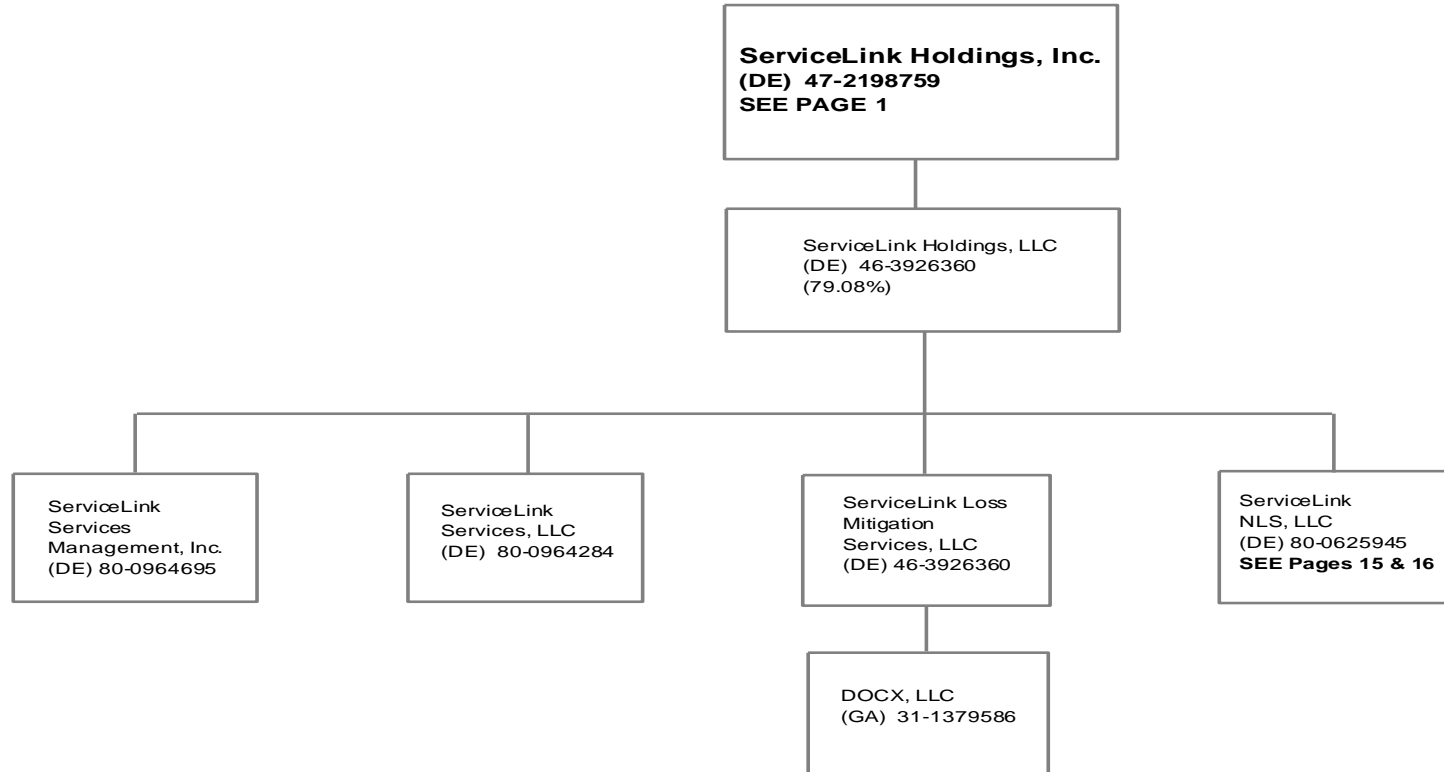 ServiceLink Holdings, Inc.
(DE) 47-2198759
SEE PAGE 1
ServiceLink Holdings, LLC
(DE) 46-3926360
(79.08%)
ServiceLink
Services
Management, Inc.
(DE) 80-0964695
ServiceLink
Services, LLC
(DE) 80-0964284
ServiceLink Loss
Mitigation
Services, LLC
(DE) 46-3926360
ServiceLink
NLS, LLC
(DE) 80-0625945
SEE Pages 15 & 16
DOCX, LLC
(GA) 31-1379586